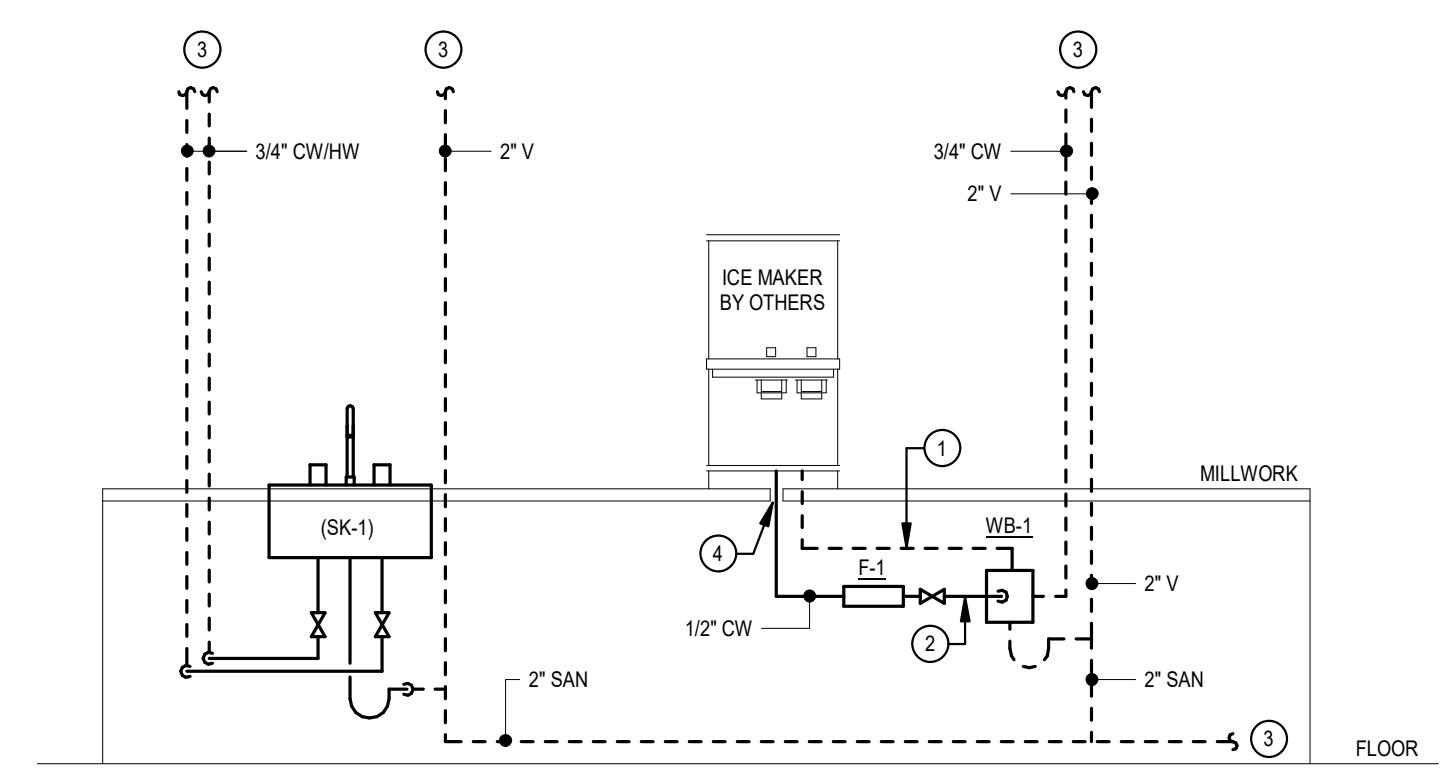 3
3
3
3/4" CW/HW
2" V
3/4" CW
2" V
ICE MAKER
BY OTHERS
1
MILLWORK
(SK-1)
4
WB-1
F-1
2" V
1/2" CW
2
2" SAN
2" SAN
3
FLOOR